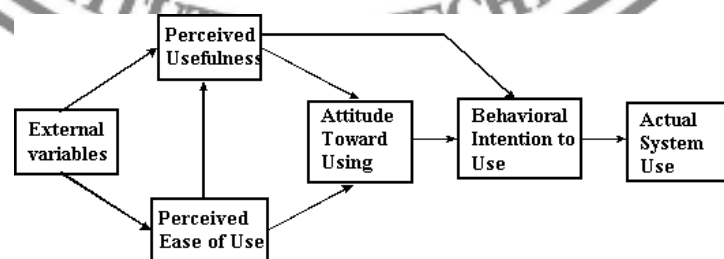 Perceived
Usefulness
External
variables
Attitude
Toward
Using
Behavioral
Intention to
Use
Actual
System
Use
Perceived
Ease of Use